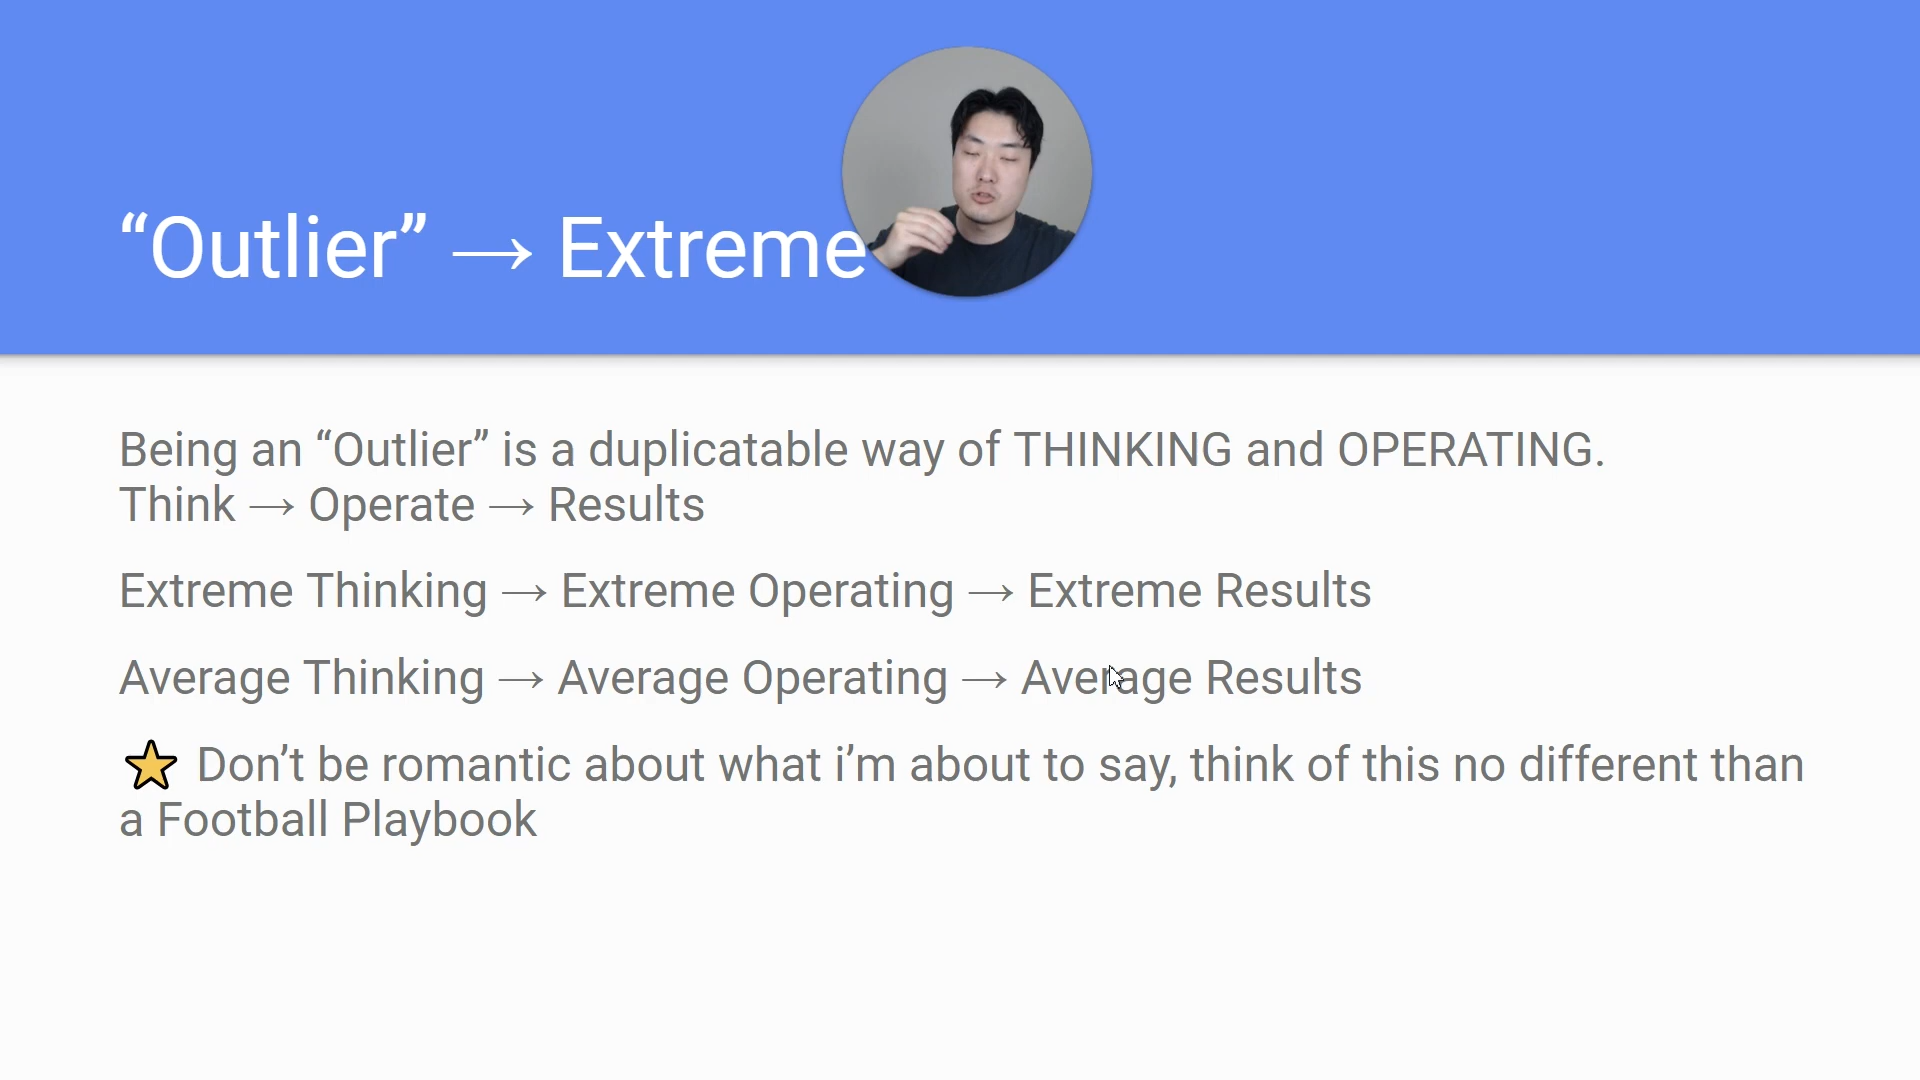 “Outlier” → Extreme
Being an “Outlier” is a duplicatable way of THINKING and OPERATING.
Think → Operate → Results
Extreme Thinking → Extreme Operating → Extreme Results
Average Thinking → Average Operating → Average Results
⭐ Don’t be romantic about what i’m about to say, think of this no different than
a Football Playbook